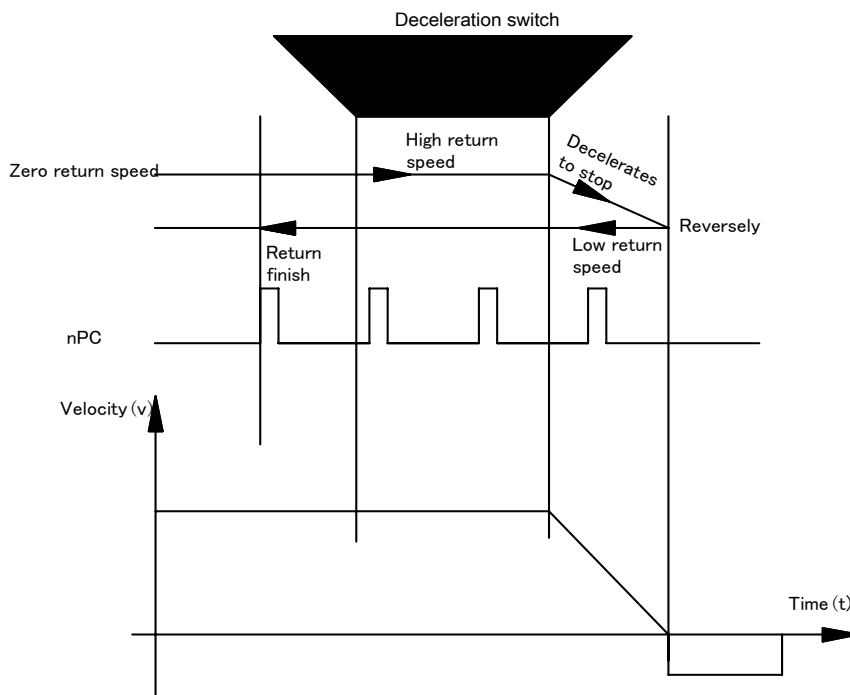 Deceleration switch
High return
speed
Decelerates
to stop
Zero return speed
Reversely
Return
finish
Low return
speed
nPC
Velocity(v)
Time(t)